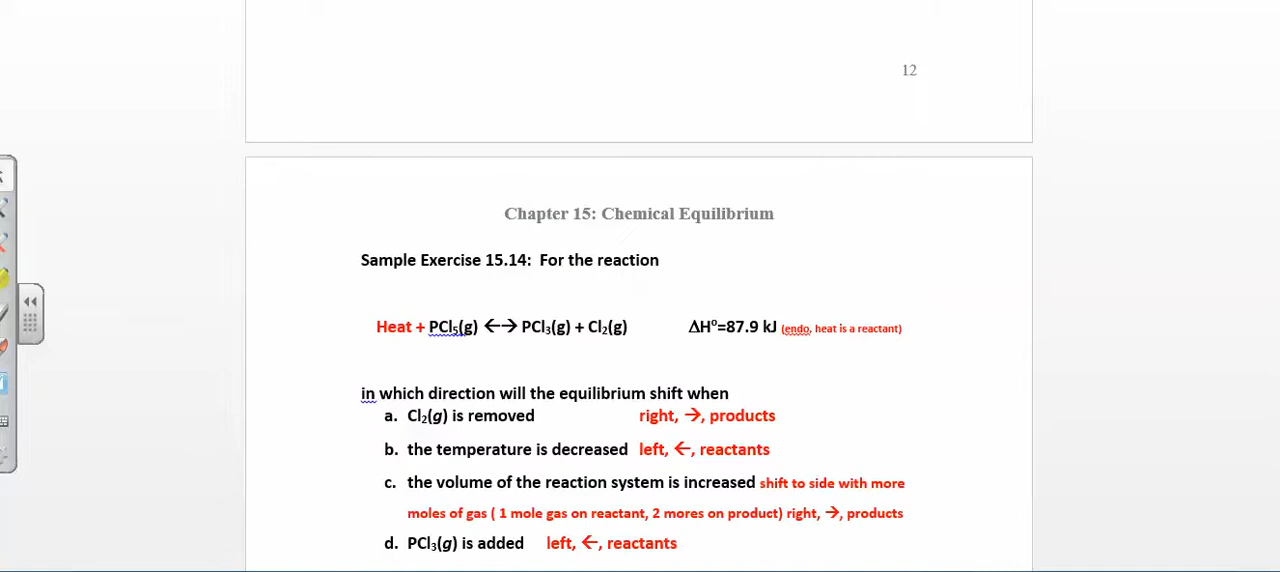 12
Chapter 15: Chemical Equilibrium
Sample Exercise 15.14: For the reaction
Heat + PCl₅(g) ←→ PCl₃(g) + Cl₂(g) ΔHº=87.9 kJ (endo, heat is a reactant)
in which direction will the equilibrium shift when
a. Cl₂(g) is removed right, →, products
b. the temperature is decreased left, ←, reactants
c. the volume of the reaction system is increased shift to side with more
moles of gas ( 1 mole gas on reactant, 2 mores on product) right, →, products
d. PCl₃(g) is added left, ←, reactants